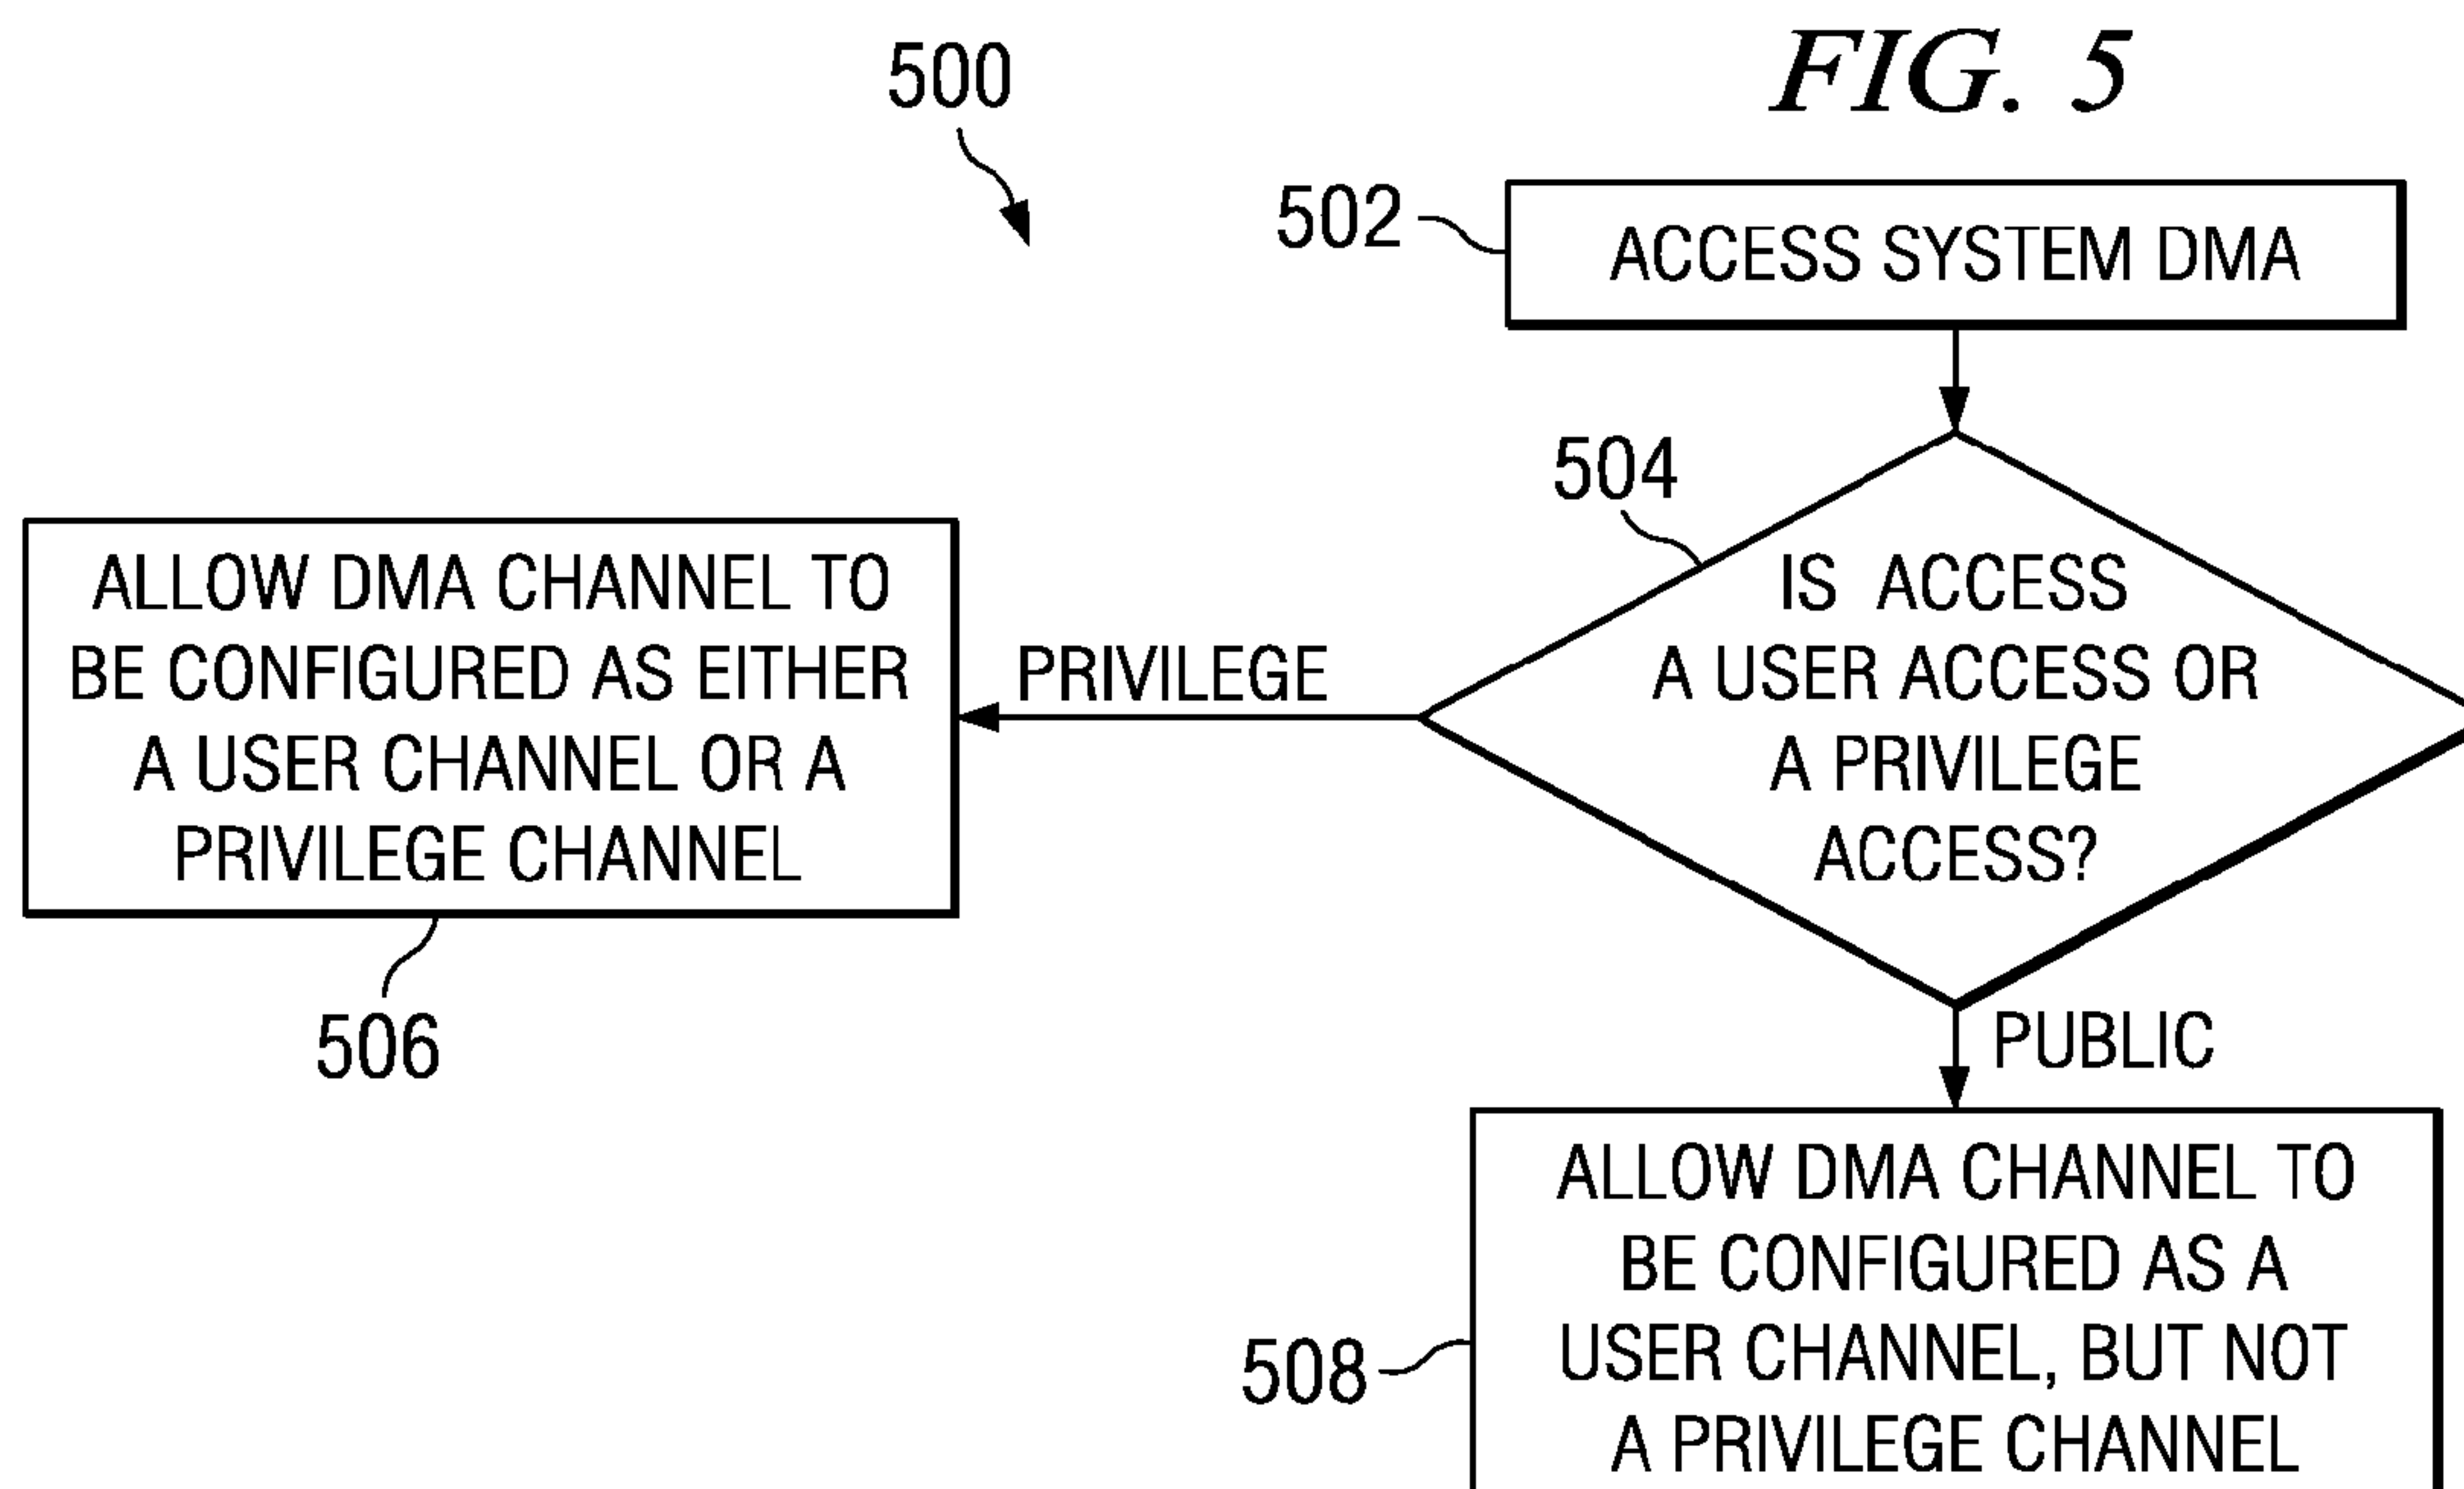 FIG. 5
500
502
ACCESS SYSTEM DMA
504
IS ACCESS
A USER ACCESS OR
A PRIVILEGE
ACCESS?
PRIVILEGE
ALLOW DMA CHANNEL TO
BE CONFIGURED AS EITHER
A USER CHANNEL OR A
PRIVILEGE CHANNEL
506
PUBLIC
ALLOW DMA CHANNEL TO
BE CONFIGURED AS A
USER CHANNEL, BUT NOT
A PRIVILEGE CHANNEL
508